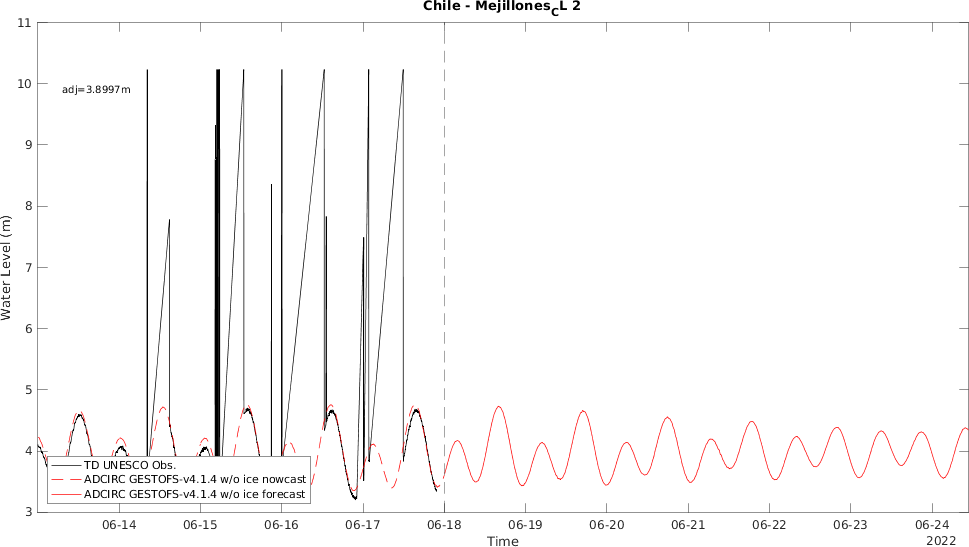 Chile - Mejillones_CL 2
11
10
9
8
7
6
5
4
3
Water Level (m)
adj=3.8997m
TD UNESCO Obs.
ADCIRC GESTOFS-v4.1.4 w/o ice nowcast
ADCIRC GESTOFS-v4.1.4 w/o ice forecast
06-14 06-15 06-16 06-17 06-18 06-19 06-20 06-21 06-22 06-23 06-24
Time
2022